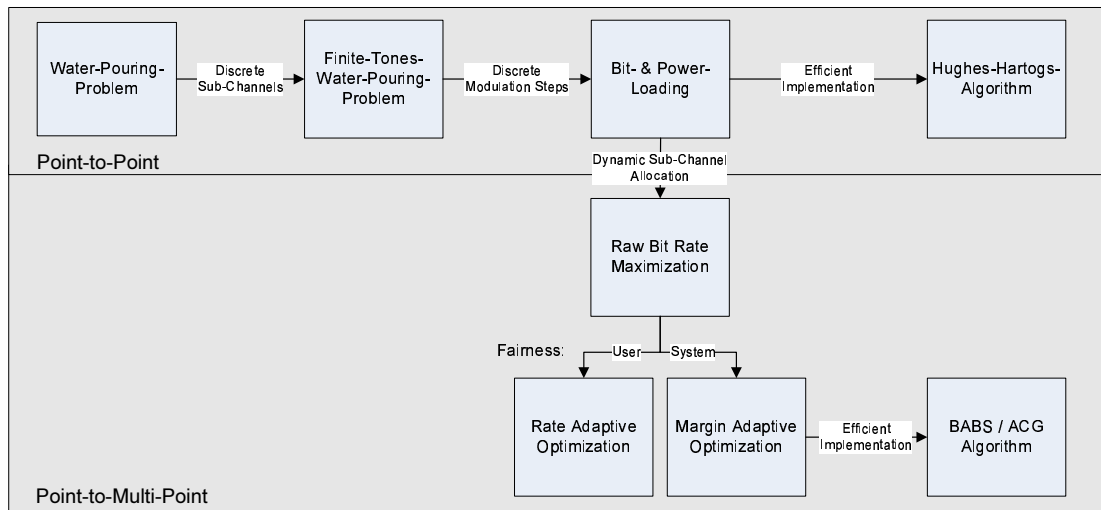 Water-Pouring-
Problem
Discrete
Sub-Channels
Finite-Tones-
Water-Pouring-
Problem
Discrete
Modulation Steps
Bit- & Power-
Loading
Efficient
Implementation
Hughes-Hartogs-
Algorithm
Point-to-Point
Dynamic Sub-Channel
Allocation
Raw Bit Rate
Maximization
Fairness:
User
System
Rate Adaptive
Optimization
Margin Adaptive
Optimization
Efficient
Implementation
BABS / ACG
Algorithm
Point-to-Multi-Point